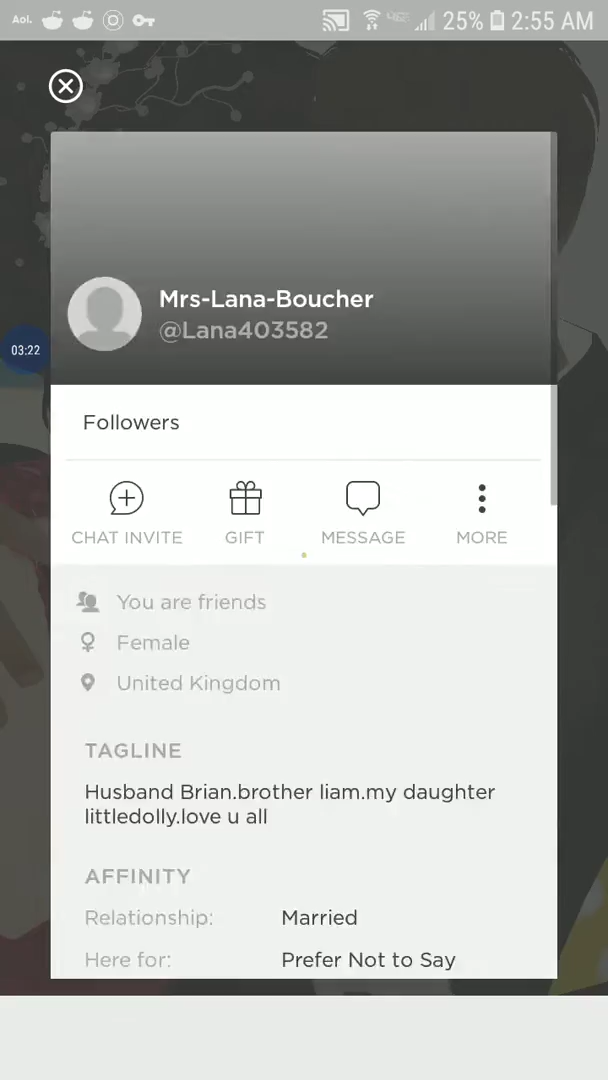 Aol. 25% 2:55 AM
Mrs-Lana-Boucher
@Lana403582
03:22
Followers
CHAT INVITE GIFT MESSAGE MORE
You are friends
Female
United Kingdom
TAGLINE
Husband Brian.brother liam.my daughter
littledolly.love u all
AFFINITY
Relationship: Married
Here for: Prefer Not to Say